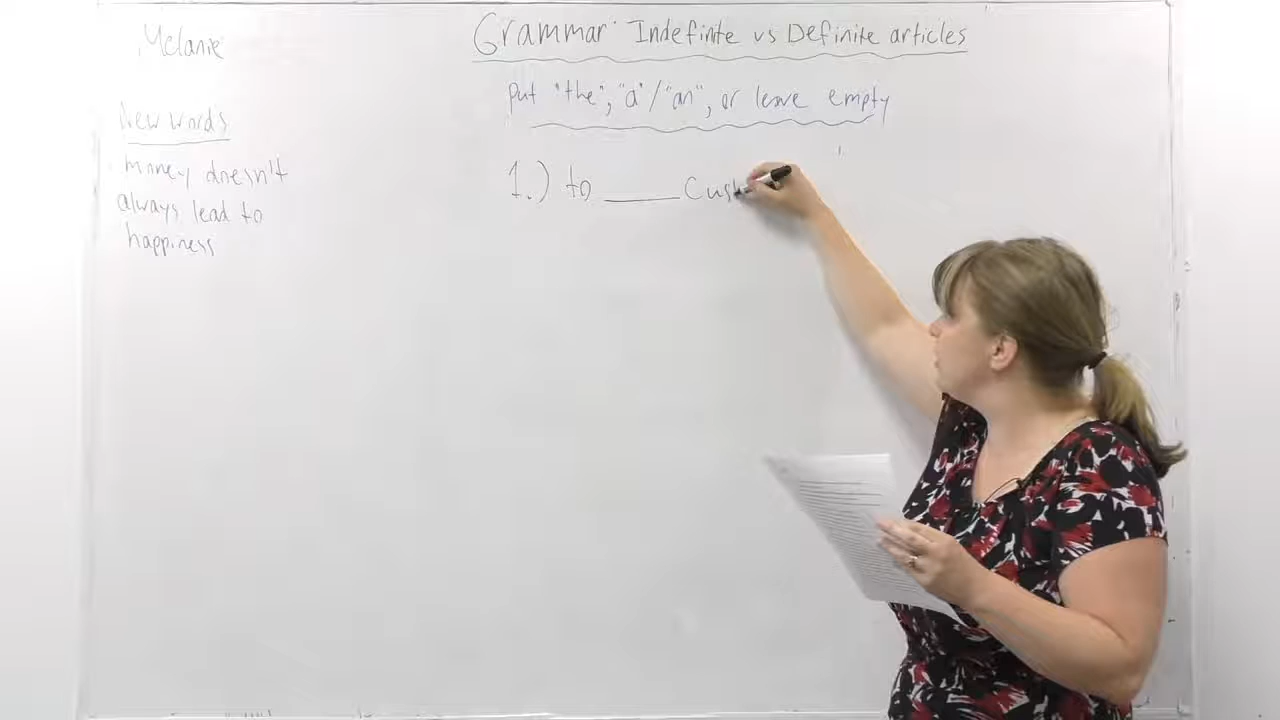 Melanie
Grammar: Indefinite vs Definite articles
put "the", "a"/"an", or leave empty
New words
money doesn't
always lead to
happiness
1.) to ____ Cus